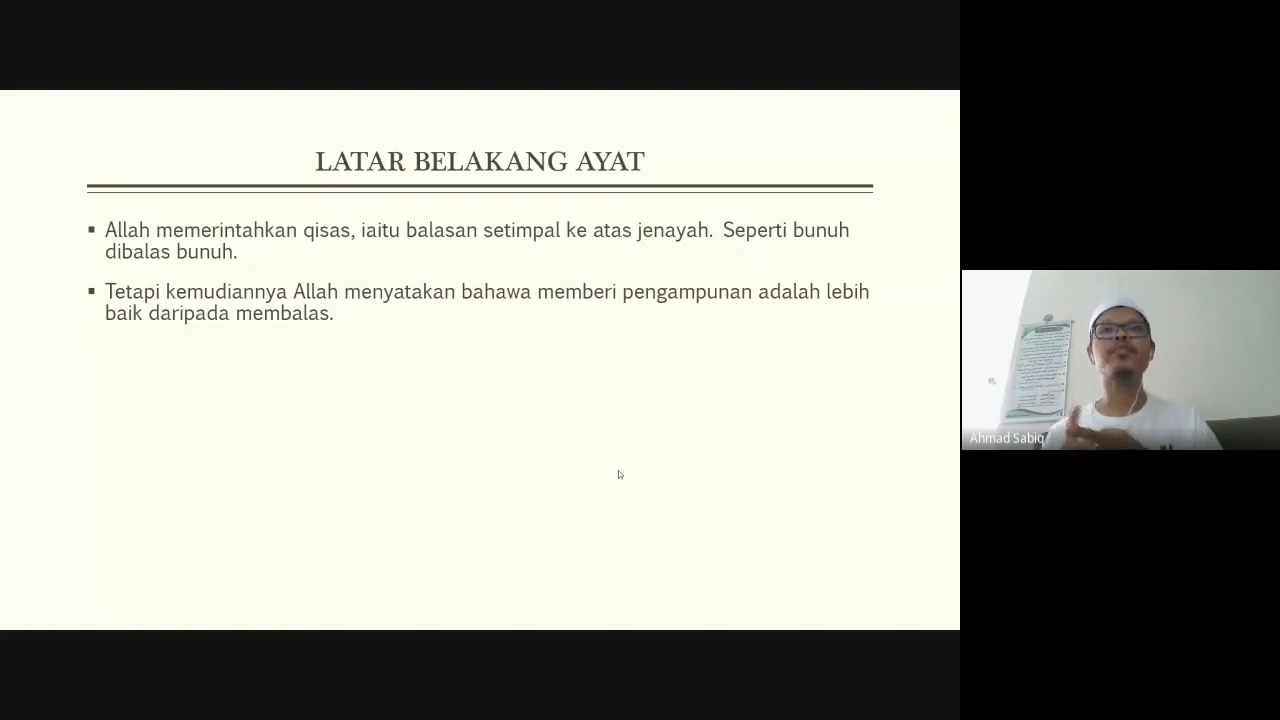 LATAR BELAKANG AYAT
▪ Allah memerintahkan qisas, iaitu balasan setimpal ke atas jenayah. Seperti bunuh
dibalas bunuh.
▪ Tetapi kemudiannya Allah menyatakan bahawa memberi pengampunan adalah lebih
baik daripada membalas.
Ahmad Sabiq